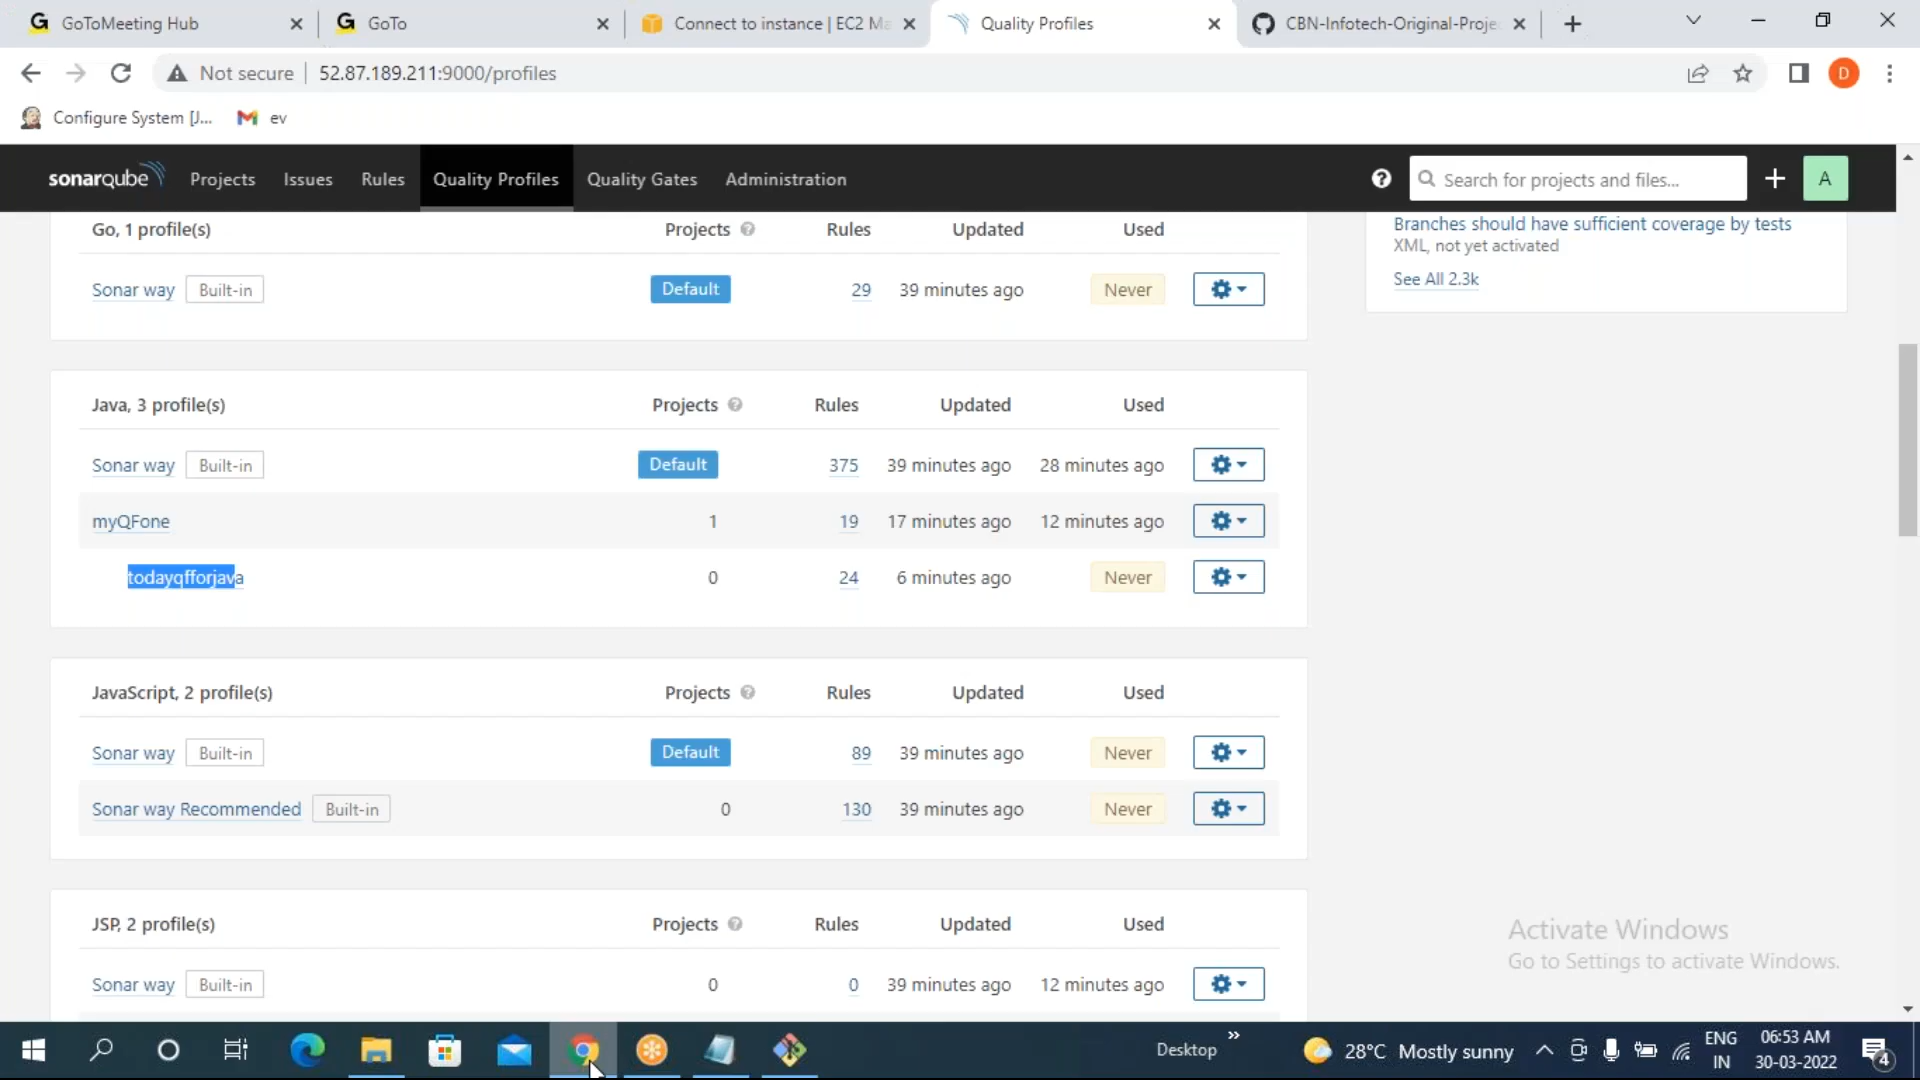 GoToMeeting Hub
GoTo
Connect to instance | EC2 Ma
Quality Profiles
CBN-Infotech-Original-Proje
Not secure
52.87.189.211:9000/profiles
D
Configure System [J...
ev
sonarqube
Projects
Issues
Rules
Quality Profiles
Quality Gates
Administration
Search for projects and files...
A
Go, 1 profile(s) Projects Rules Updated Used
Sonar way Built-in Default 29 39 minutes ago Never
Branches should have sufficient coverage by tests
XML, not yet activated
See All 2.3k
Java, 3 profile(s) Projects Rules Updated Used
Sonar way Built-in Default 375 39 minutes ago 28 minutes ago
myQFone 1 19 17 minutes ago 12 minutes ago
todayqfforjava 0 24 6 minutes ago Never
JavaScript, 2 profile(s) Projects Rules Updated Used
Sonar way Built-in Default 89 39 minutes ago Never
Sonar way Recommended Built-in 0 130 39 minutes ago Never
JSP, 2 profile(s) Projects Rules Updated Used
Sonar way Built-in 0 0 39 minutes ago 12 minutes ago
Activate Windows
Go to Settings to activate Windows.
Desktop
28°C Mostly sunny
ENG
IN
06:53 AM
30-03-2022
4